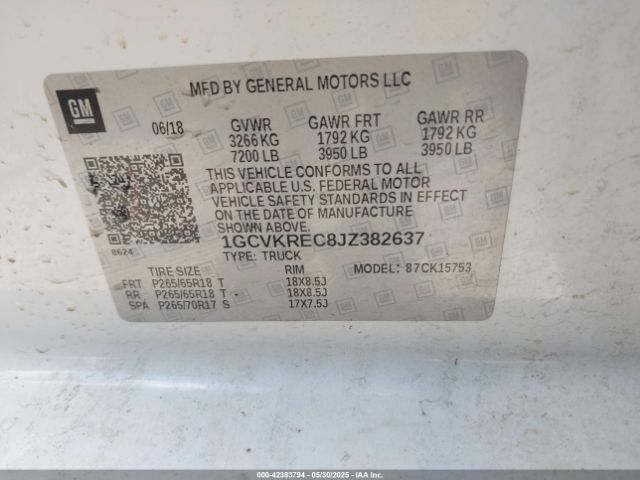 MFD BY GENERAL MOTORS LLC
GM
06/18 GVWR GAWR FRT GAWR RR
3266 KG 1792 KG 1792 KG
7200 LB 3950 LB 3950 LB
THIS VEHICLE CONFORMS TO ALL
APPLICABLE U.S. FEDERAL MOTOR
VEHICLE SAFETY STANDARDS IN EFFECT
ON THE DATE OF MANUFACTURE SHOWN ABOVE.
1GCVKREC8JZ382637
TYPE: TRUCK MODEL: 87CK15753
8624
TIRE SIZE RIM
FRT P265/65R18 T 18X8.5J
RR P265/65R18 T - 18X8.5J
SPA P265/70R17 S 17X7.5J
000-42383794 - 05/30/2025 - IAA Inc.